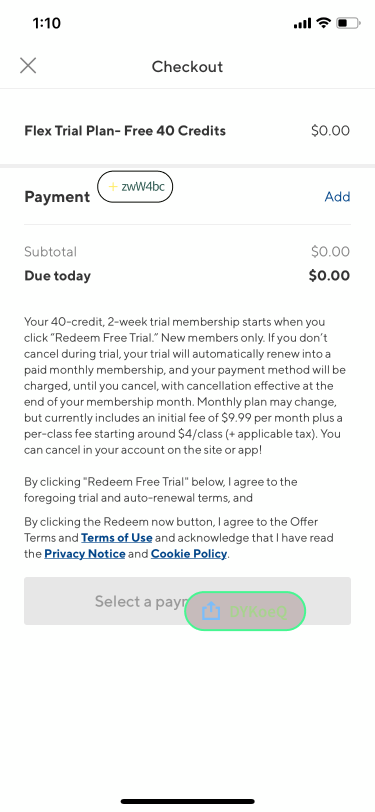 1:10
Checkout
Flex Trial Plan- Free 40 Credits $0.00
Payment + zwW4bc Add
Subtotal $0.00
Due today $0.00
Your 40-credit, 2-week trial membership starts when you
click “Redeem Free Trial.” New members only. If you don’t
cancel during trial, your trial will automatically renew into a
paid monthly membership, and your payment method will be
charged, until you cancel, with cancellation effective at the
end of your membership month. Monthly plan may change,
but currently includes an initial fee of $9.99 per month plus a
per-class fee starting around $4/class (+ applicable tax). You
can cancel in your account on the site or app!
By clicking "Redeem Free Trial" below, I agree to the
foregoing trial and auto-renewal terms, and
By clicking the Redeem now button, I agree to the Offer
Terms and Terms of Use and acknowledge that I have read
the Privacy Notice and Cookie Policy.
Select a